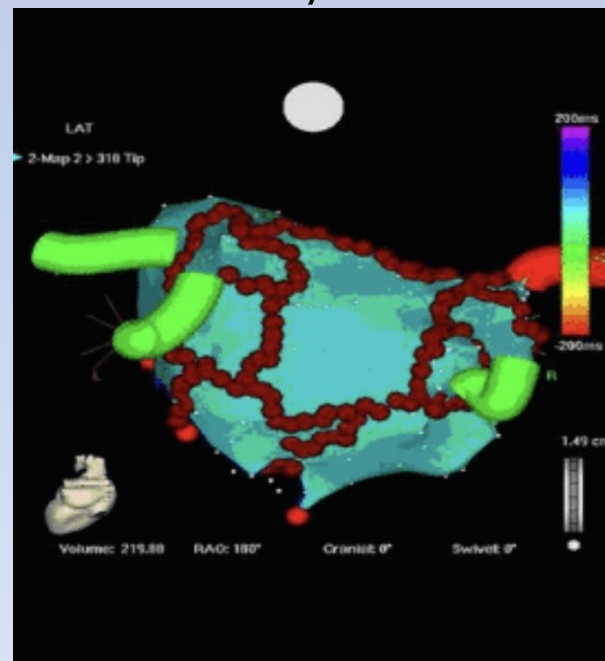 LAT
200ms
2-Map 2 > 318 Tip
-200ms
R
1.49 cm
Volume: 219.88 RAO: 180° Cranial: 0° Swivel: 0°